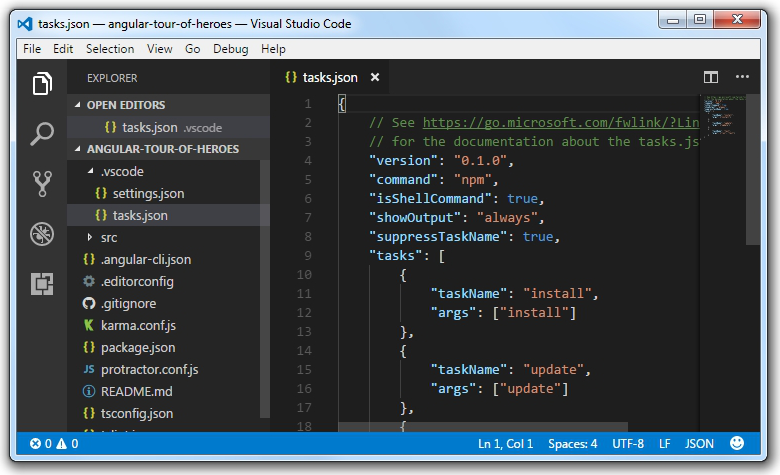 tasks.json — angular-tour-of-heroes — Visual Studio Code
File Edit Selection View Go Debug Help
EXPLORER
OPEN EDITORS
{} tasks.json .vscode
ANGULAR-TOUR-OF-HEROES
.vscode
{} settings.json
{} tasks.json
src
{} .angular-cli.json
.editorconfig
.gitignore
K karma.conf.js
{} package.json
JS protractor.conf.js
README.md
{} tsconfig.json
{} tasks.json
1 {
2 // See https://go.microsoft.com/fwlink/?Lin
3 // for the documentation about the tasks.js
4 "version": "0.1.0",
5 "command": "npm",
6 "isShellCommand": true,
7 "showOutput": "always",
8 "suppressTaskName": true,
9 "tasks": [
10 {
11 "taskName": "install",
12 "args": ["install"]
13 },
14 {
15 "taskName": "update",
16 "args": ["update"]
17 },
18 {
0 0
Ln 1, Col 1 Spaces: 4 UTF-8 LF JSON